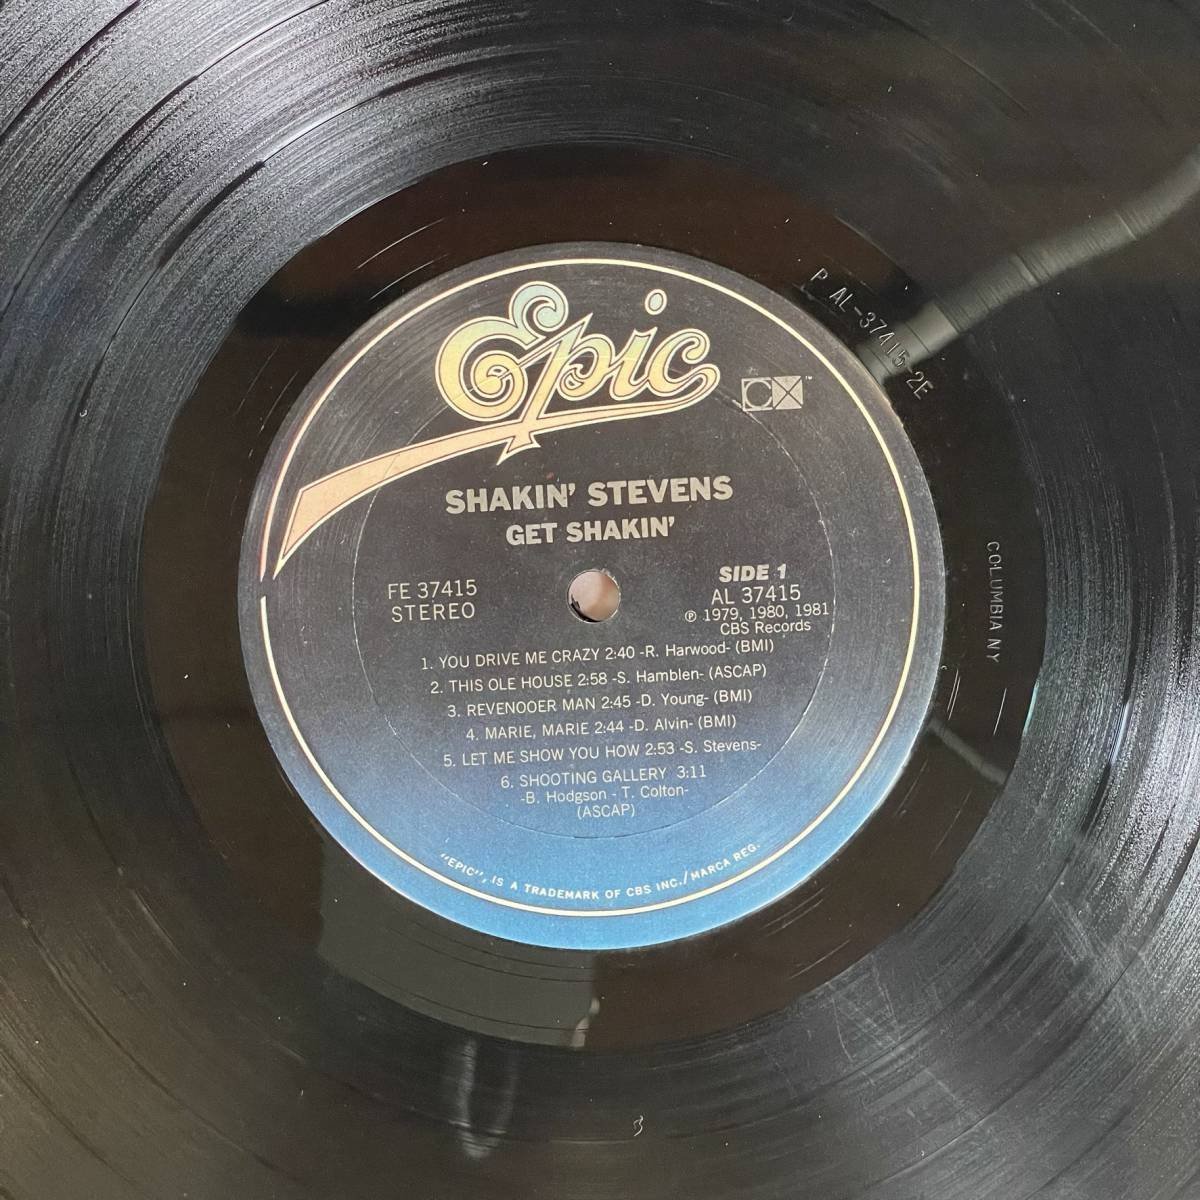 Epic
CX™
SHAKIN' STEVENS
GET SHAKIN'
FE 37415
STEREO
SIDE 1
AL 37415
℗ 1979, 1980, 1981
CBS Records
1. YOU DRIVE ME CRAZY 2:40 -R. Harwood- (BMI)
2. THIS OLE HOUSE 2:58 -S. Hamblen- (ASCAP)
3. REVENOOER MAN 2:45 -D. Young- (BMI)
4. MARIE, MARIE 2:44 -D. Alvin- (BMI)
5. LET ME SHOW YOU HOW 2:53 -S. Stevens-
6. SHOOTING GALLERY 3:11
-B. Hodgson - T. Colton-
(ASCAP)
"EPIC", IS A TRADEMARK OF CBS INC./MARCA REG.
P AL-37415-2E
COLUMBIA NY